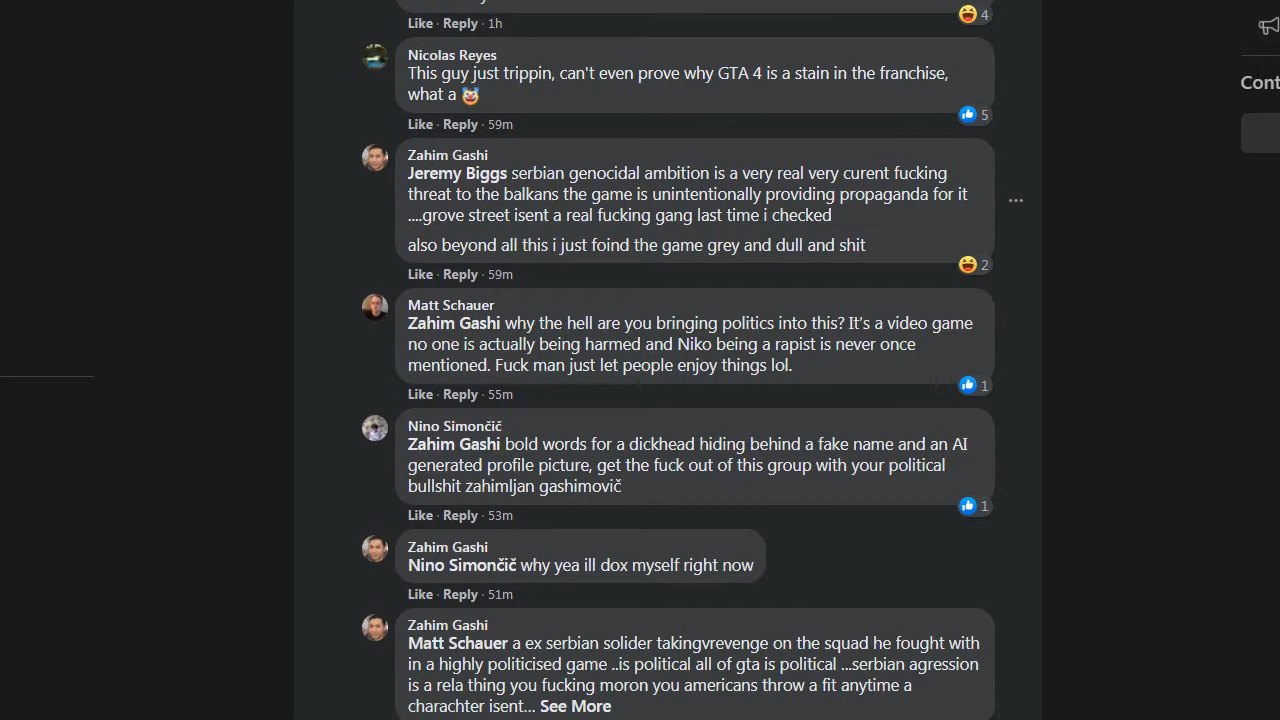 Like · Reply · 1h
4
Nicolas Reyes
This guy just trippin, can't even prove why GTA 4 is a stain in the franchise,
what a 🤡
5
Like · Reply · 59m
Zahim Gashi
Jeremy Biggs serbian genocidal ambition is a very real very curent fucking
threat to the balkans the game is unintentionally providing propaganda for it
....grove street isent a real fucking gang last time i checked
also beyond all this i just foind the game grey and dull and shit
2
Like · Reply · 59m
Matt Schauer
Zahim Gashi why the hell are you bringing politics into this? It's a video game
no one is actually being harmed and Niko being a rapist is never once
mentioned. Fuck man just let people enjoy things lol.
1
Like · Reply · 55m
Nino Simončič
Zahim Gashi bold words for a dickhead hiding behind a fake name and an AI
generated profile picture, get the fuck out of this group with your political
bullshit zahimljan gashimovič
1
Like · Reply · 53m
Zahim Gashi
Nino Simončič why yea ill dox myself right now
Like · Reply · 51m
Zahim Gashi
Matt Schauer a ex serbian solider takingvrevenge on the squad he fought with
in a highly politicised game ..is political all of gta is political ...serbian agression
is a rela thing you fucking moron you americans throw a fit anytime a
charachter isent... See More
Cont